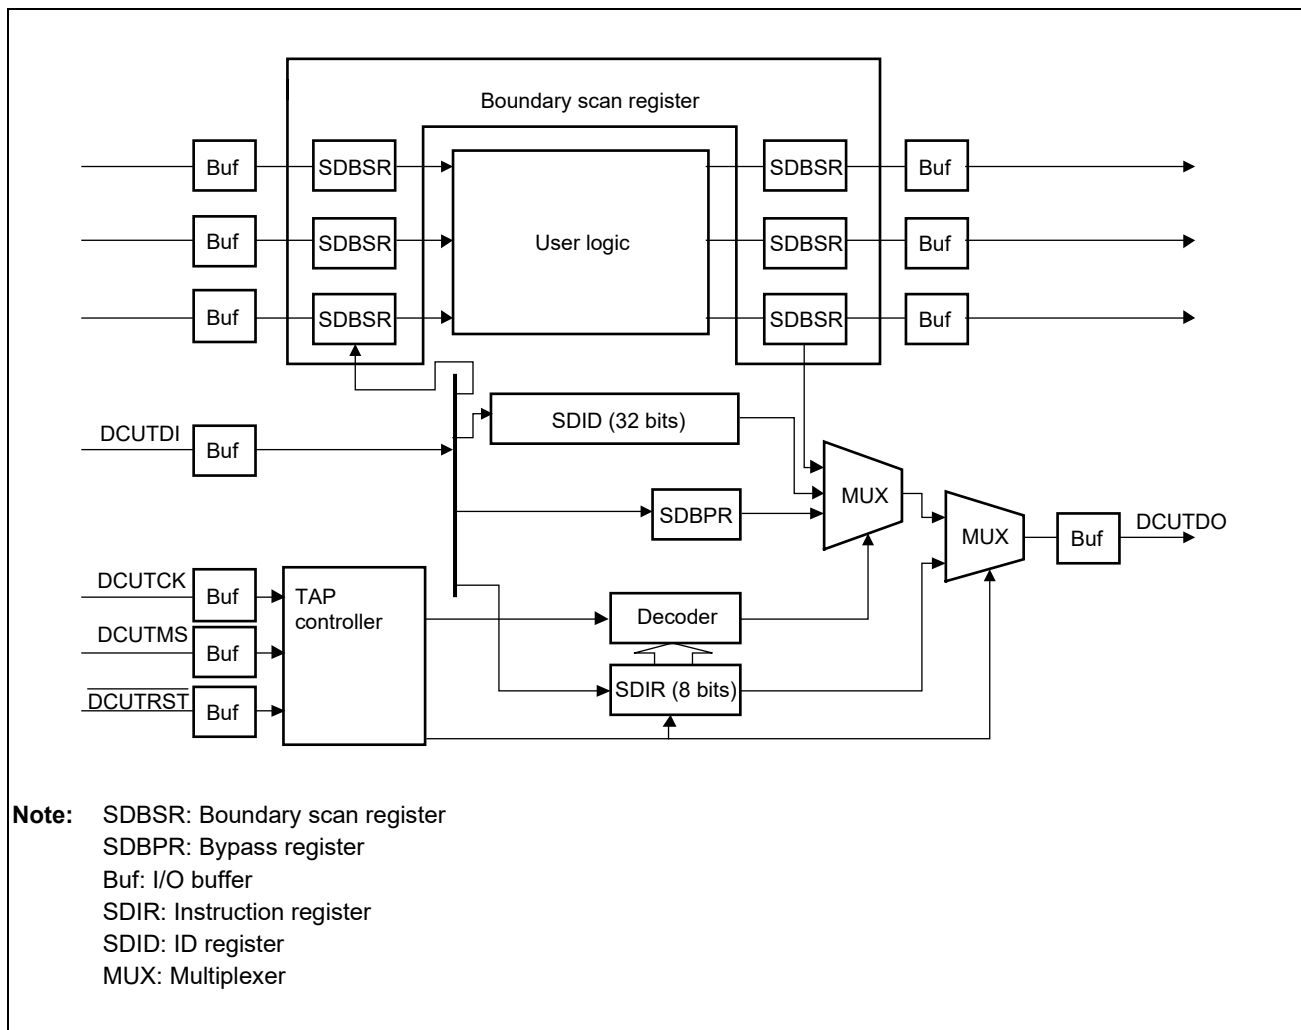 Boundary scan register
Buf SDBSR SDBSR Buf
Buf SDBSR User logic SDBSR Buf
Buf SDBSR SDBSR Buf
DCUTDI Buf SDID (32 bits)
MUX
SDBPR
MUX Buf DCUTDO
DCUTCK Buf TAP
controller
Decoder
DCUTMS Buf
SDIR (8 bits)
DCUTRST Buf
Note: SDBSR: Boundary scan register
SDBPR: Bypass register
Buf: I/O buffer
SDIR: Instruction register
SDID: ID register
MUX: Multiplexer